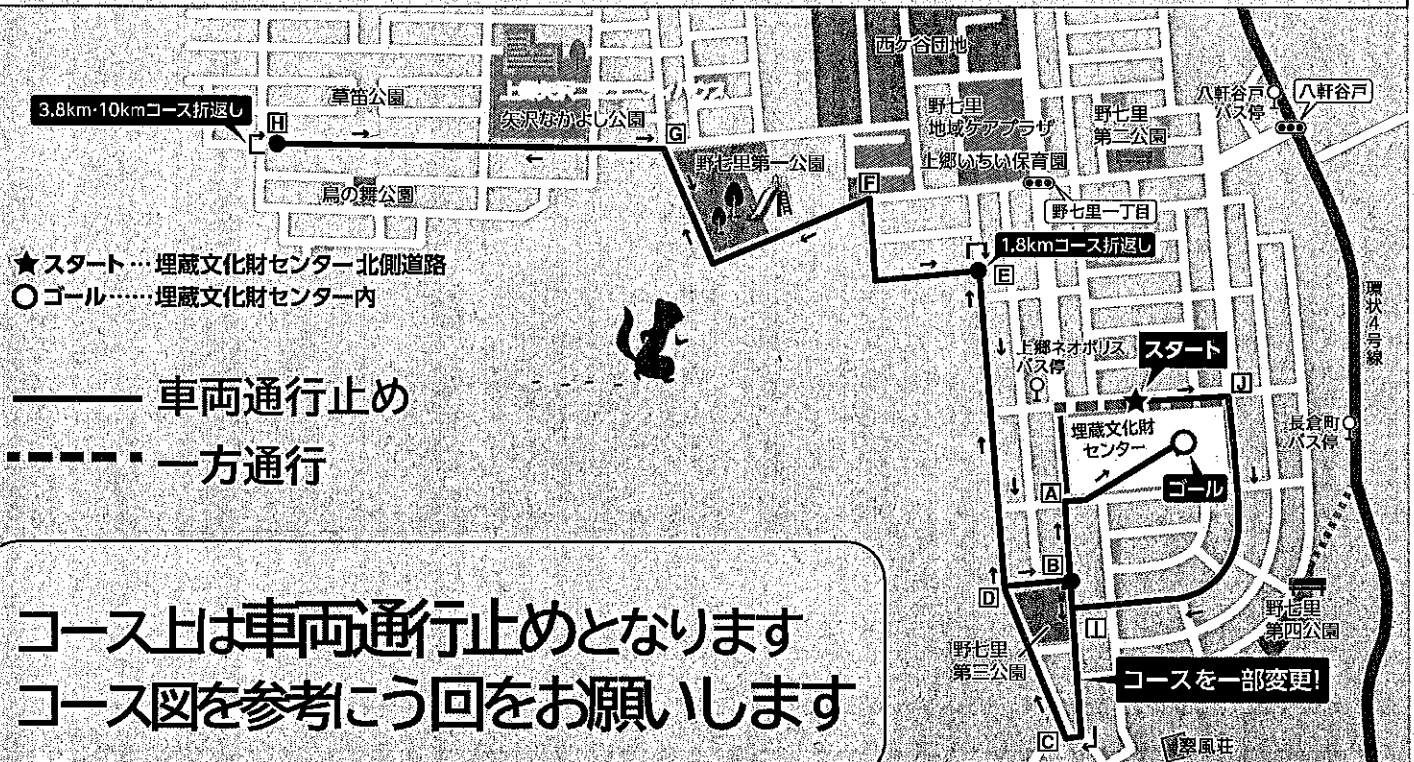 西ケ谷団地
3.8km・10kmコース折返し
H
草笛公園
矢沢なかよし公園
G
野七里
地域ケアプラザ
野七里
第二公園
八軒谷戸
バス停
八軒谷戸
鳥の舞公園
野七里第一公園
F
上郷いちい保育園
野七里一丁目
1.8kmコース折返し
E
★スタート…埋蔵文化財センター北側道路
○ゴール……埋蔵文化財センター内
環状4号線
上郷ネオポリス
バス停
スタート
J
車両通行止め
一方通行
埋蔵文化財
センター
長倉町
バス停
A
ゴール
B
D
I
野七里
第三公園
野七里
第四公園
コースを一部変更!
C
翠風荘
コース上は車両通行止めとなります
コース図を参考にう回をお願いします